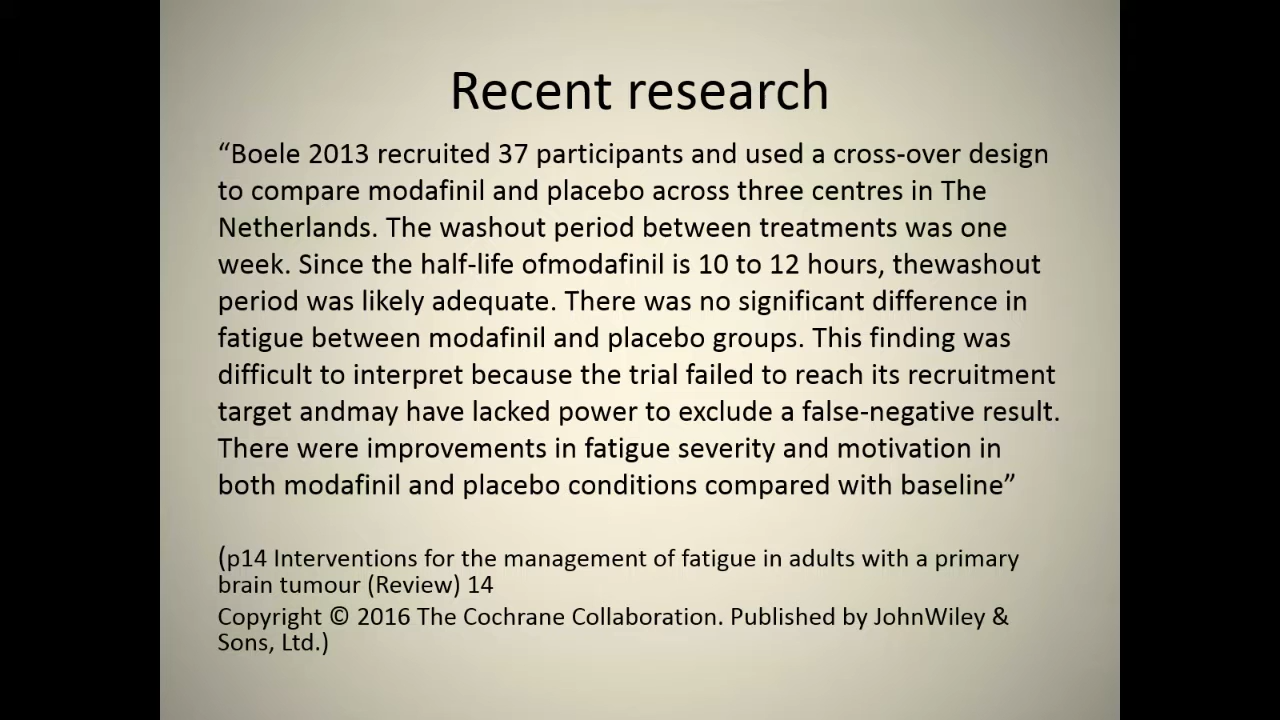 Recent research
“Boele 2013 recruited 37 participants and used a cross-over design
to compare modafinil and placebo across three centres in The
Netherlands. The washout period between treatments was one
week. Since the half-life ofmodafinil is 10 to 12 hours, thewashout
period was likely adequate. There was no significant difference in
fatigue between modafinil and placebo groups. This finding was
difficult to interpret because the trial failed to reach its recruitment
target andmay have lacked power to exclude a false-negative result.
There were improvements in fatigue severity and motivation in
both modafinil and placebo conditions compared with baseline”
(p14 Interventions for the management of fatigue in adults with a primary
brain tumour (Review) 14
Copyright © 2016 The Cochrane Collaboration. Published by JohnWiley &
Sons, Ltd.)